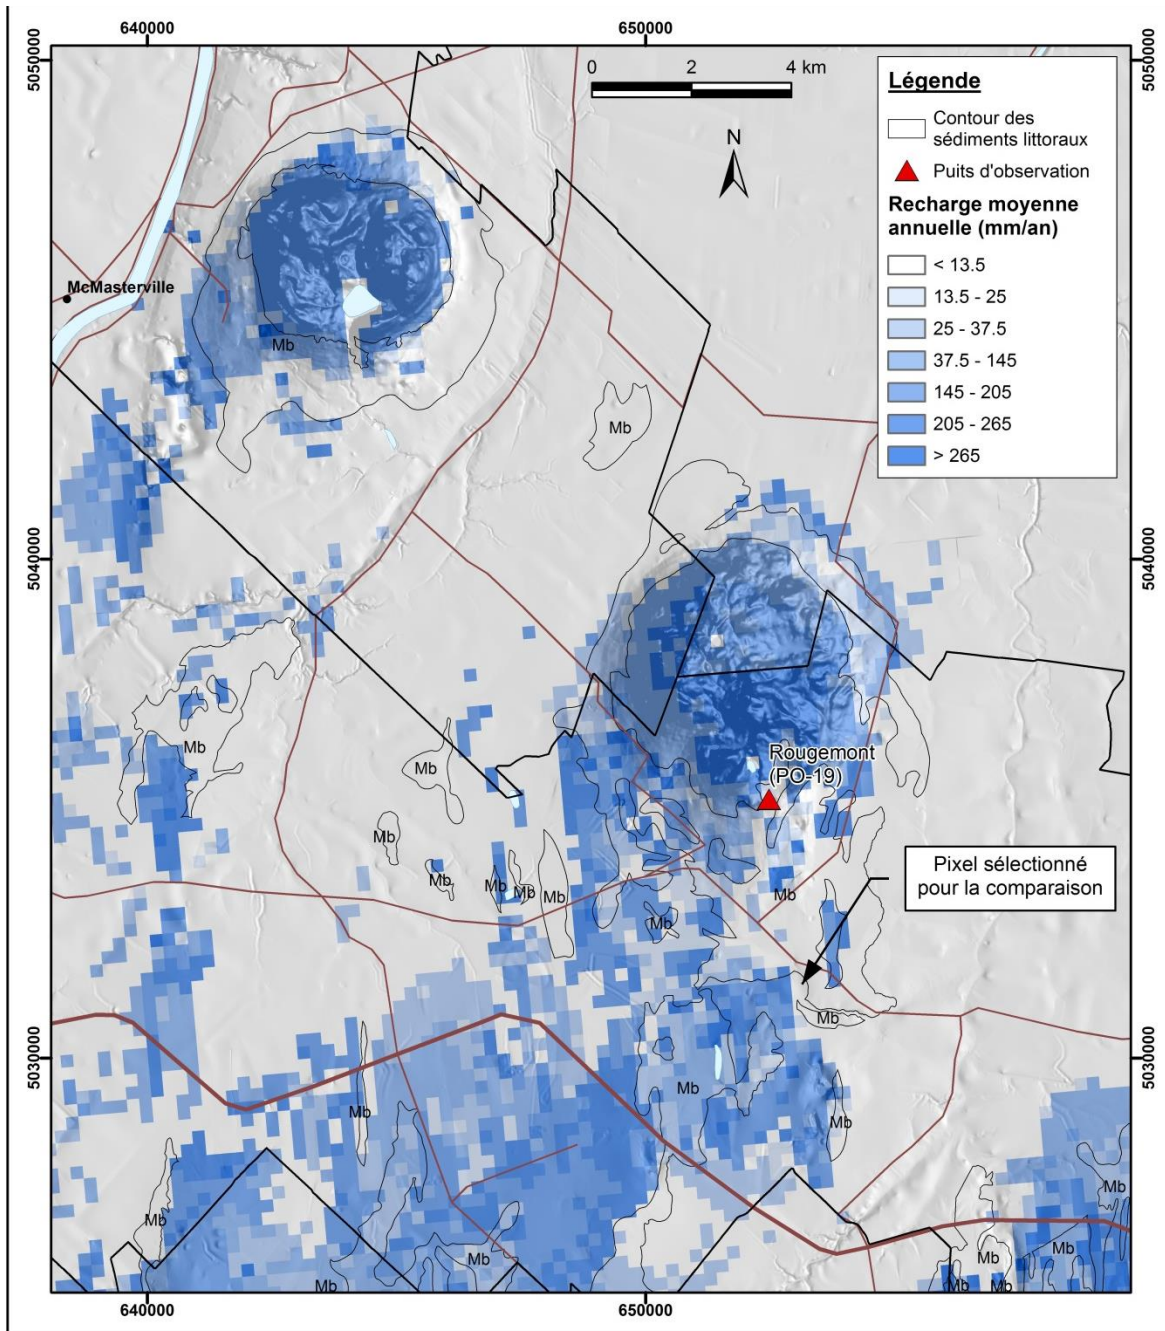 640000
650000
5050000
5050000
0 2 4 km
N
Légende
Contour des
sédiments littoraux
Puits d'observation
Recharge moyenne
annuelle (mm/an)
< 13.5
13.5 - 25
25 - 37.5
37.5 - 145
145 - 205
205 - 265
> 265
McMasterville
Mb
Mb
5040000
5040000
Mb
Rougemont
(PO-19)
Mb
Mb
Mb
Mb
Mb
Mb
Mb
Mb
Pixel sélectionné
pour la comparaison
Mb
5030000
5030000
Mb
Mb
Mb
Mb
Mb
Mb
Mb
Mb
Mb
Mb
Mb
640000
650000